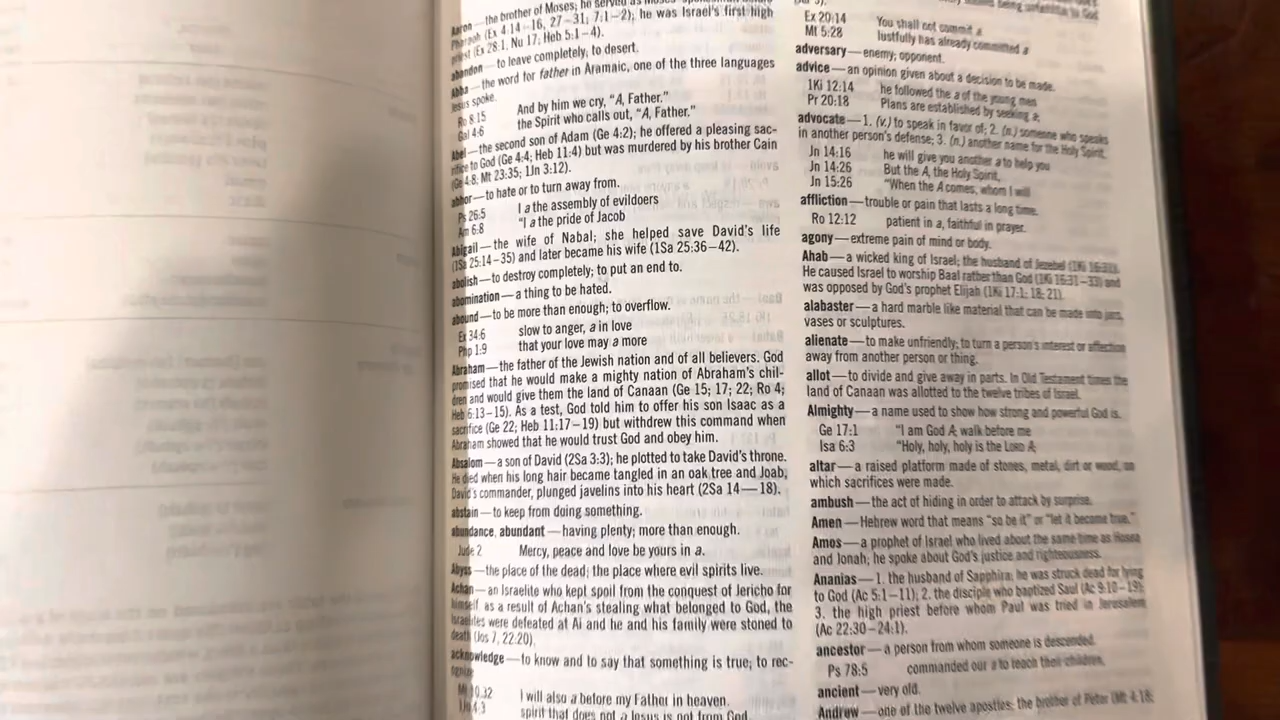 Aaron—the brother of Moses; he served as Moses'
Pharaoh (Ex 4:14–16, 27–31; 7:1–2); he was Israel's first high
priest (Ex 28:1, Nu 17; Heb 5:1–4).
abandon—to leave completely, to desert.
Abba—the word for father in Aramaic, one of the three languages
Jesus spoke.
Ro 8:15 And by him we cry, “A, Father.”
Gal 4:6 the Spirit who calls out, “A, Father.”
Abel—the second son of Adam (Ge 4:2); he offered a pleasing sac-
rifice to God (Ge 4:4; Heb 11:4) but was murdered by his brother Cain
(Ge 4:8; Mt 23:35; 1Jn 3:12).
abhor—to hate or to turn away from.
Ps 26:5 I a the assembly of evildoers
Am 6:8 “I a the pride of Jacob
Abigail—the wife of Nabal; she helped save David's life
(1Sa 25:14–35) and later became his wife (1Sa 25:36–42).
abolish—to destroy completely; to put an end to.
abomination—a thing to be hated.
abound—to be more than enough; to overflow.
Ex 34:6 slow to anger, a in love
Php 1:9 that your love may a more
Abraham—the father of the Jewish nation and of all believers. God
promised that he would make a mighty nation of Abraham's chil-
dren and would give them the land of Canaan (Ge 15; 17; 22; Ro 4;
Heb 6:13–15). As a test, God told him to offer his son Isaac as a
sacrifice (Ge 22; Heb 11:17–19) but withdrew this command when
Abraham showed that he would trust God and obey him.
Absalom—a son of David (2Sa 3:3); he plotted to take David's throne.
He died when his long hair became tangled in an oak tree and Joab,
David's commander, plunged javelins into his heart (2Sa 14—18).
abstain—to keep from doing something.
abundance, abundant—having plenty; more than enough.
Jude 2 Mercy, peace and love be yours in a.
Abyss—the place of the dead; the place where evil spirits live.
Achan—an Israelite who kept spoil from the conquest of Jericho for
himself; as a result of Achan's stealing what belonged to God, the
Israelites were defeated at Ai and he and his family were stoned to
death (Jos 7, 22:20).
acknowledge—to know and to say that something is true; to rec-
ognize
Mt 10:32 I will also a before my Father in heaven.
1Jn 4:3 spirit that does not a Jesus is not from God.
being unfaithful to God
Ex 20:14 You shall not commit a
Mt 5:28 lustfully has already committed a
adversary—enemy; opponent.
advice—an opinion given about a decision to be made.
1Ki 12:14 he followed the a of the young men
Pr 20:18 Plans are established by seeking a;
advocate—1. (v.) to speak in favor of; 2. (n.) someone who speaks
in another person's defense; 3. (n.) another name for the Holy Spirit,
Jn 14:16 he will give you another a to help you
Jn 14:26 But the A, the Holy Spirit,
Jn 15:26 “When the A comes, whom I will
affliction—trouble or pain that lasts a long time.
Ro 12:12 patient in a, faithful in prayer.
agony—extreme pain of mind or body.
Ahab—a wicked king of Israel; the husband of Jezebel (1Ki 16:31).
He caused Israel to worship Baal rather than God (1Ki 16:31–33) and
was opposed by God's prophet Elijah (1Ki 17:1; 18; 21).
alabaster—a hard marble like material that can be made into jars,
vases or sculptures.
alienate—to make unfriendly; to turn a person's interest or affection
away from another person or thing.
allot—to divide and give away in parts. In Old Testament times the
land of Canaan was allotted to the twelve tribes of Israel.
Almighty—a name used to show how strong and powerful God is.
Ge 17:1 “I am God A; walk before me
Isa 6:3 “Holy, holy, holy is the LORD A;
altar—a raised platform made of stones, metal, dirt or wood, on
which sacrifices were made.
ambush—the act of hiding in order to attack by surprise.
Amen—Hebrew word that means “so be it” or “let it become true.”
Amos—a prophet of Israel who lived about the same time as Hosea
and Jonah; he spoke about God's justice and righteousness.
Ananias—1. the husband of Sapphira; he was struck dead for lying
to God (Ac 5:1–11); 2. the disciple who baptized Saul (Ac 9:10–19);
3. the high priest before whom Paul was tried in Jerusalem
(Ac 22:30–24:1).
ancestor—a person from whom someone is descended.
Ps 78:5 commanded our a to teach their children,
ancient—very old.
Andrew—one of the twelve apostles; the brother of Peter (Mt 4:18;